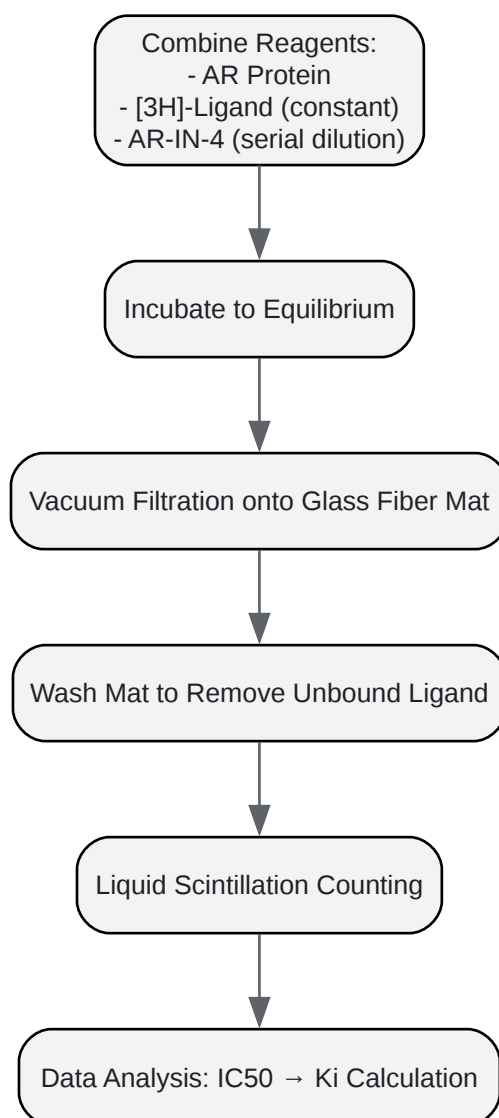 Combine Reagents:
- AR Protein
- [3H]-Ligand (constant)
- AR-IN-4 (serial dilution)
Incubate to Equilibrium
Vacuum Filtration onto Glass Fiber Mat
Wash Mat to Remove Unbound Ligand
Liquid Scintillation Counting
Data Analysis: IC50 → Ki Calculation